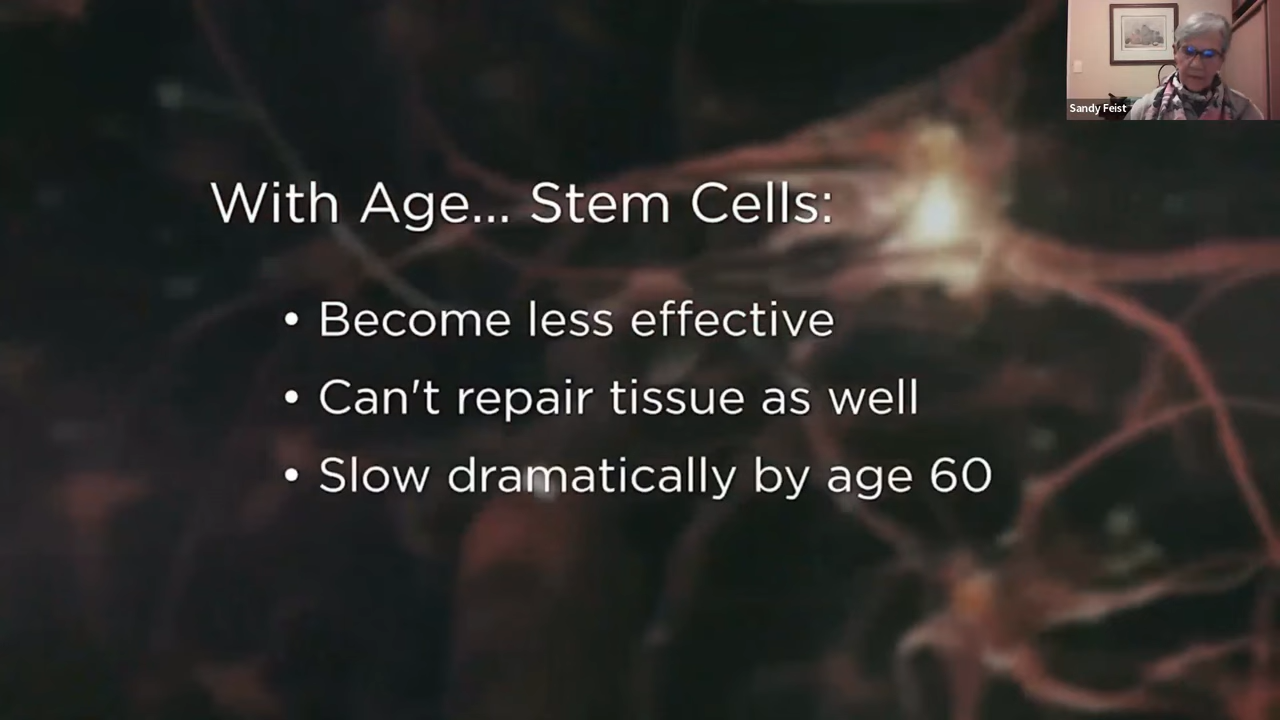 Sandy Feist
With Age... Stem Cells:
• Become less effective
• Can't repair tissue as well
• Slow dramatically by age 60